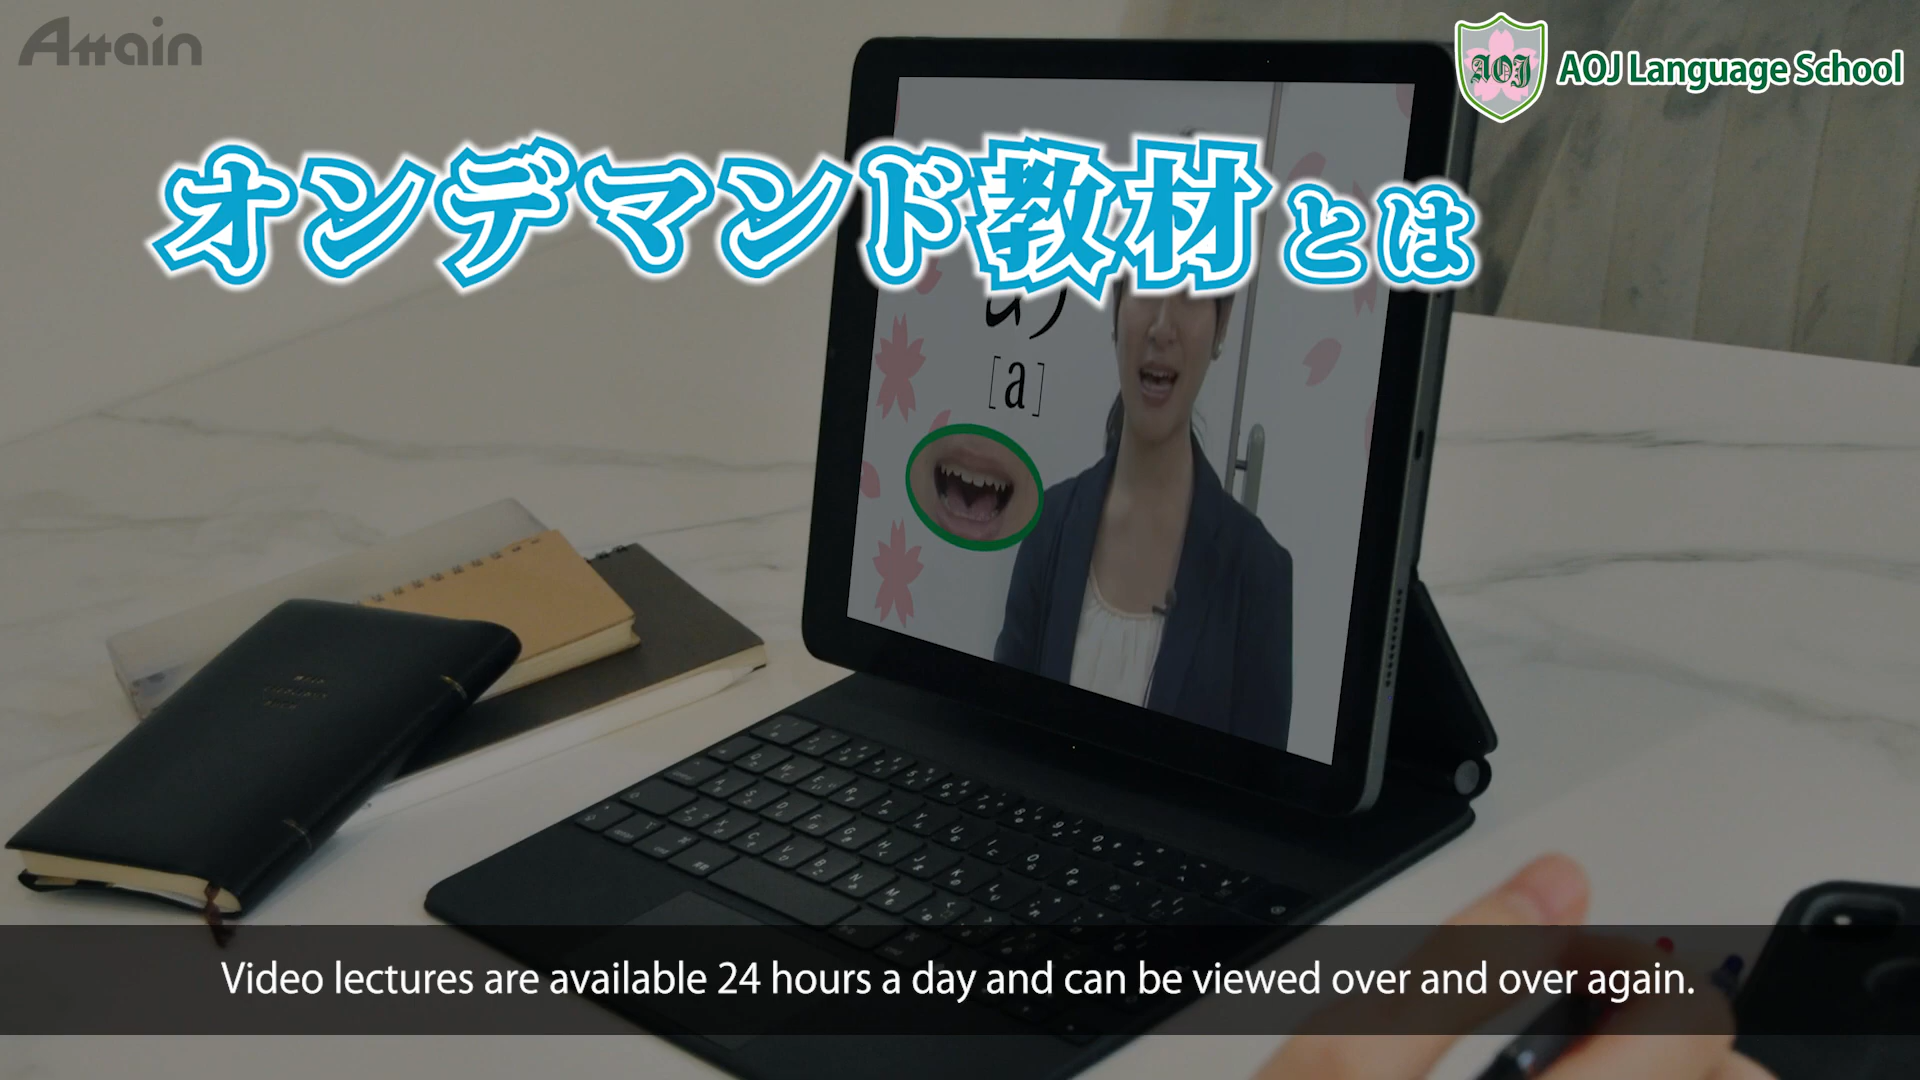 Attain
AOJ
AOJ Language School
オンデマンド教材とは
あ
[a]
Video lectures are available 24 hours a day and can be viewed over and over again.